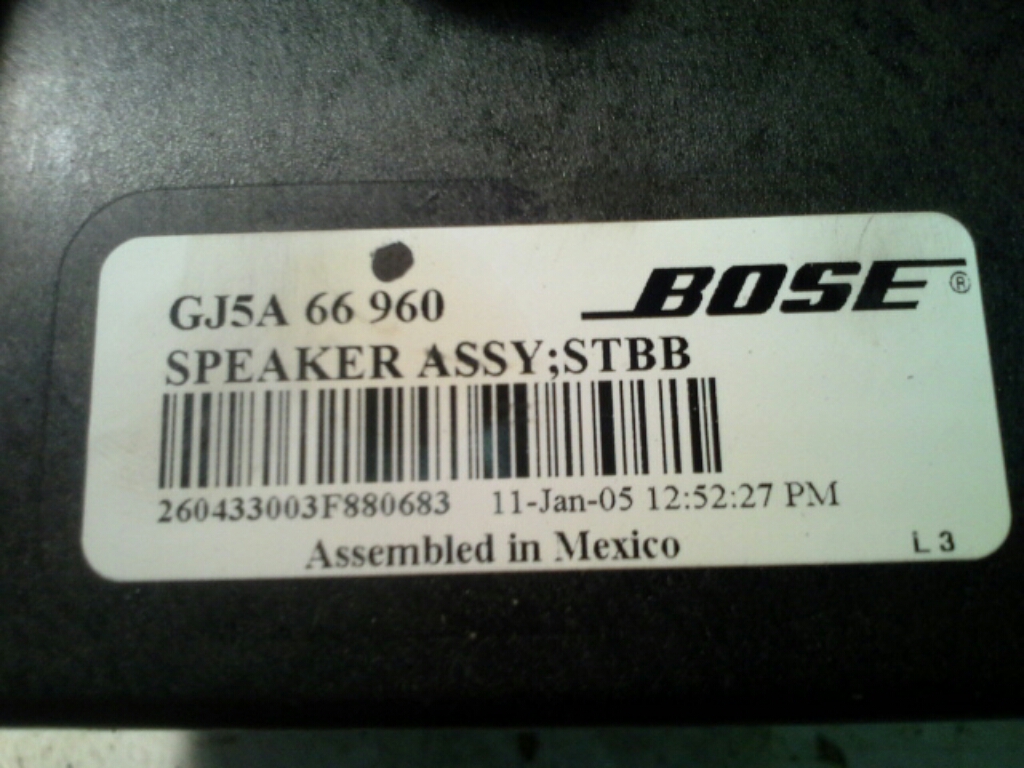 BOSE®
GJ5A 66 960
SPEAKER ASSY;STBB
260433003F880683 11-Jan-05 12:52:27 PM
Assembled in Mexico
L 3